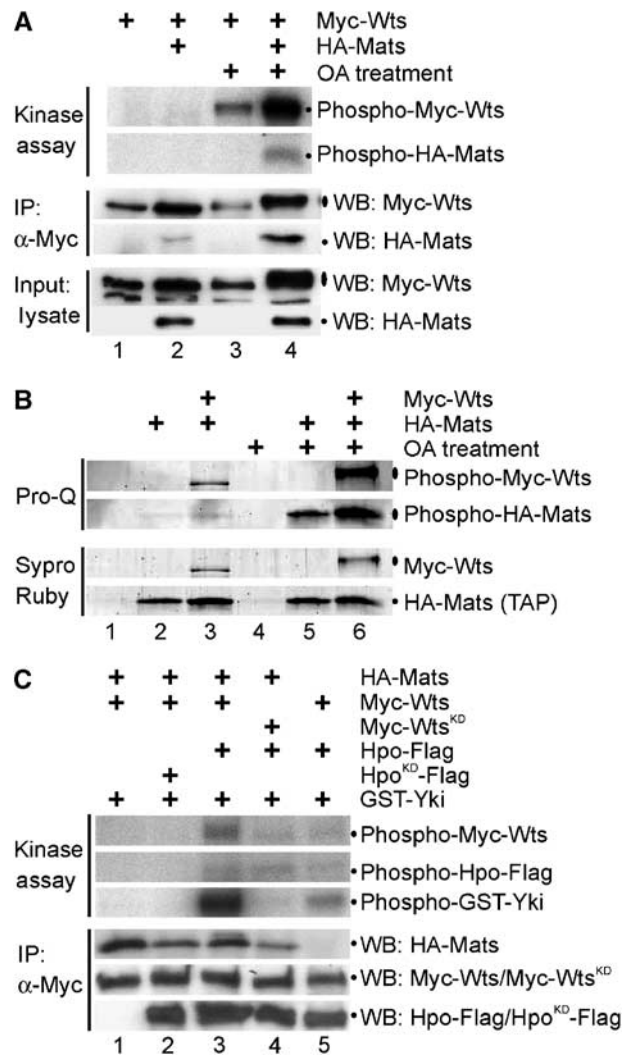 A
+ + + + Myc-Wts
+ + HA-Mats
+ + OA treatment
Kinase assay
Phospho-Myc-Wts
Phospho-HA-Mats
IP: α-Myc
WB: Myc-Wts
WB: HA-Mats
Input: lysate
WB: Myc-Wts
WB: HA-Mats
1 2 3 4
B
+ + Myc-Wts
+ + + + HA-Mats
+ + + OA treatment
Pro-Q
Phospho-Myc-Wts
Phospho-HA-Mats
Sypro Ruby
Myc-Wts
HA-Mats (TAP)
1 2 3 4 5 6
C
+ + + + HA-Mats
+ + + + Myc-Wts
+ Myc-Wts^KD
+ + + Hpo-Flag
+ Hpo^KD-Flag
+ + + + + GST-Yki
Kinase assay
Phospho-Myc-Wts
Phospho-Hpo-Flag
Phospho-GST-Yki
IP: α-Myc
WB: HA-Mats
WB: Myc-Wts/Myc-Wts^KD
WB: Hpo-Flag/Hpo^KD-Flag
1 2 3 4 5